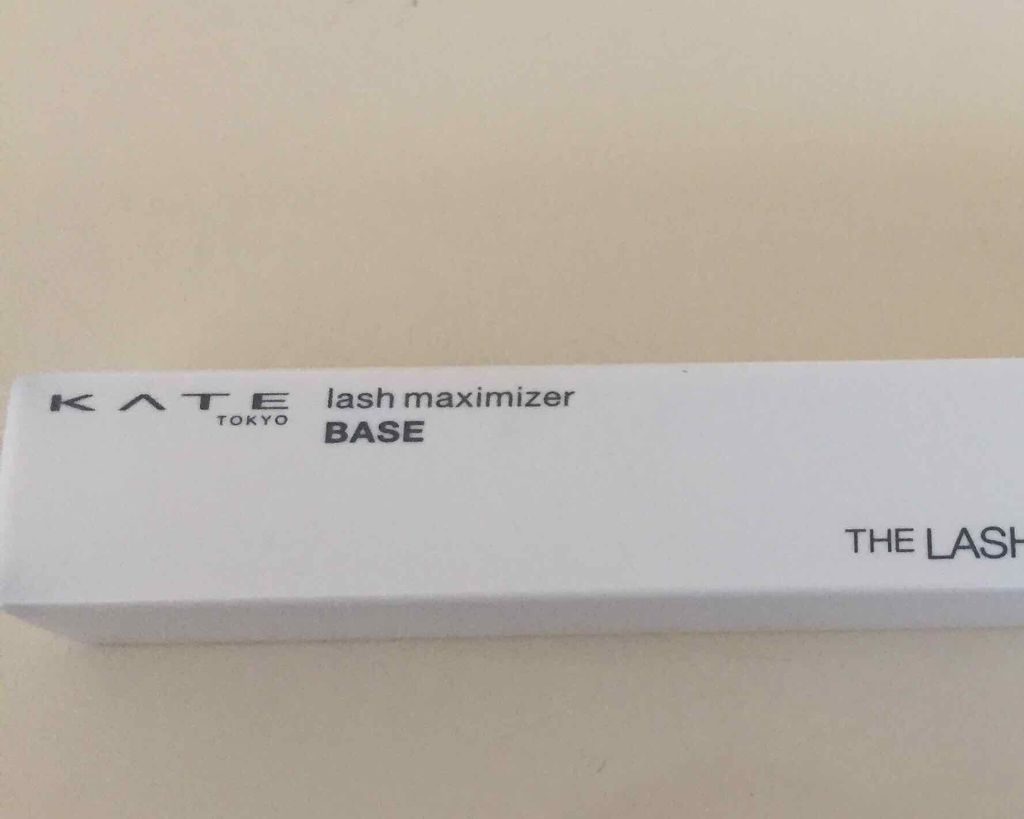 KATE
TOKYO
lash maximizer
BASE
THE LASH